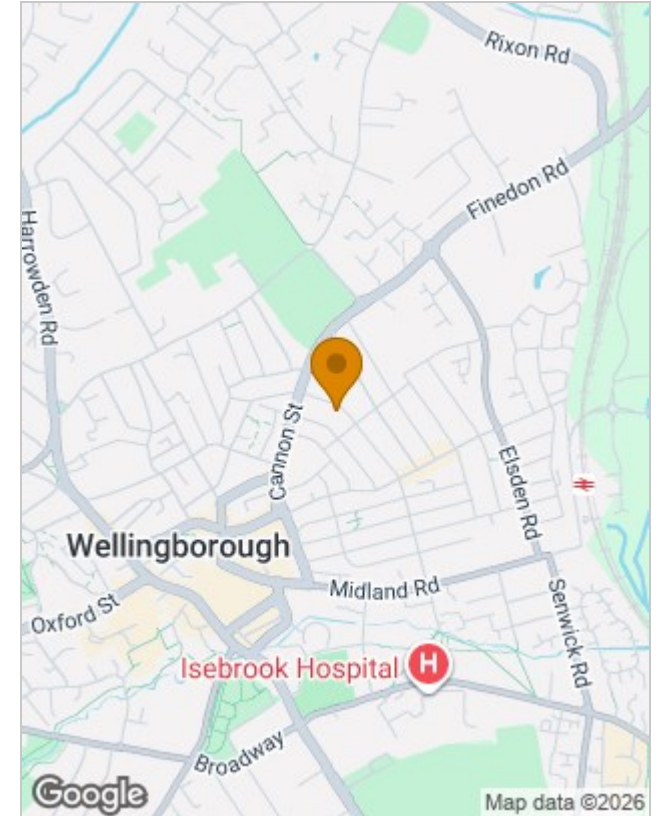 Rixon Rd
Finedon Rd
Harrowden Rd
Cannon St
Elsden Rd
Wellingborough
Midland Rd
Oxford St
Senwick Rd
Isebrook Hospital
H
Broadway
Google
Map data ©2026